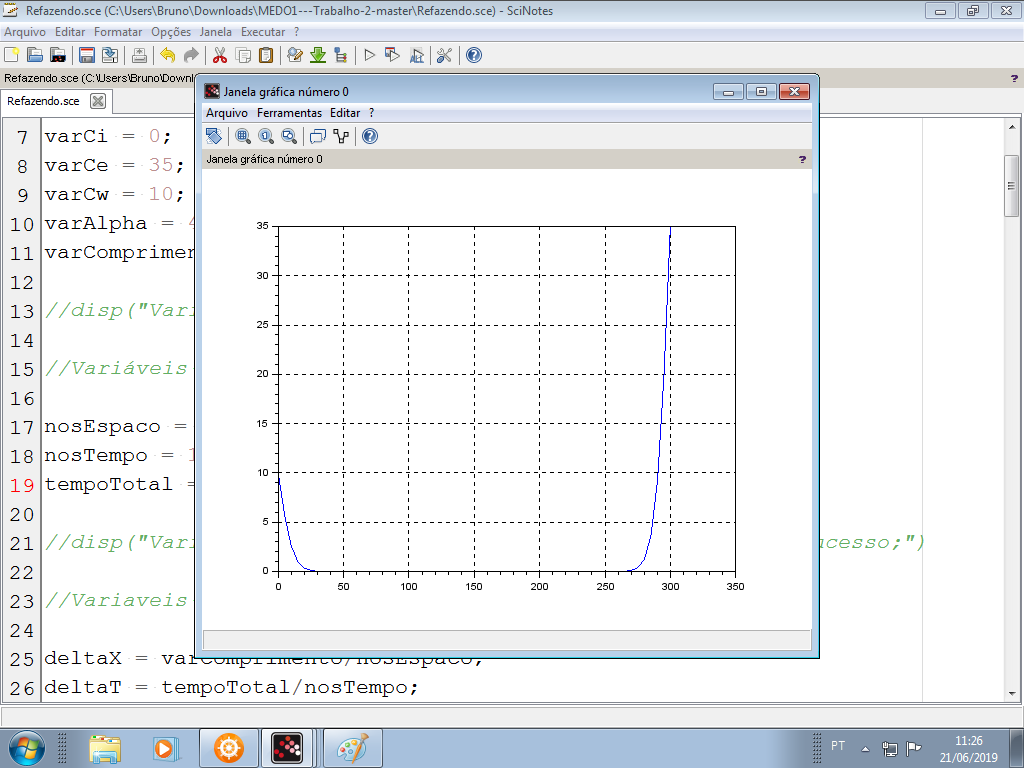 Refazendo.sce (C:\Users\Bruno\Downloads\MEDO1---Trabalho-2-master\Refazendo.sce) - SciNotes
Arquivo Editar Formatar Opções Janela Executar ?
Refazendo.sce (C:\Users\Bruno\Downl
?
Refazendo.sce
7 varCi = 0;
8 varCe = 35;
9 varCw = 10;
10 varAlpha = 4
11 varComprimen
12
13 //disp("Vari
14
15 //Variáveis
16
17 nosEspaco =
18 nosTempo = 1
19 tempoTotal =
20
21 //disp("Vari ucesso;")
22
23 //Variaveis
24
25 deltaX = varComprimento/nosEspaco;
26 deltaT = tempoTotal/nosTempo;
Janela gráfica número 0
Arquivo Ferramentas Editar ?
Janela gráfica número 0
?
35
30
25
20
15
10
5
0
0 50 100 150 200 250 300 350
PT
11:26
21/06/2019